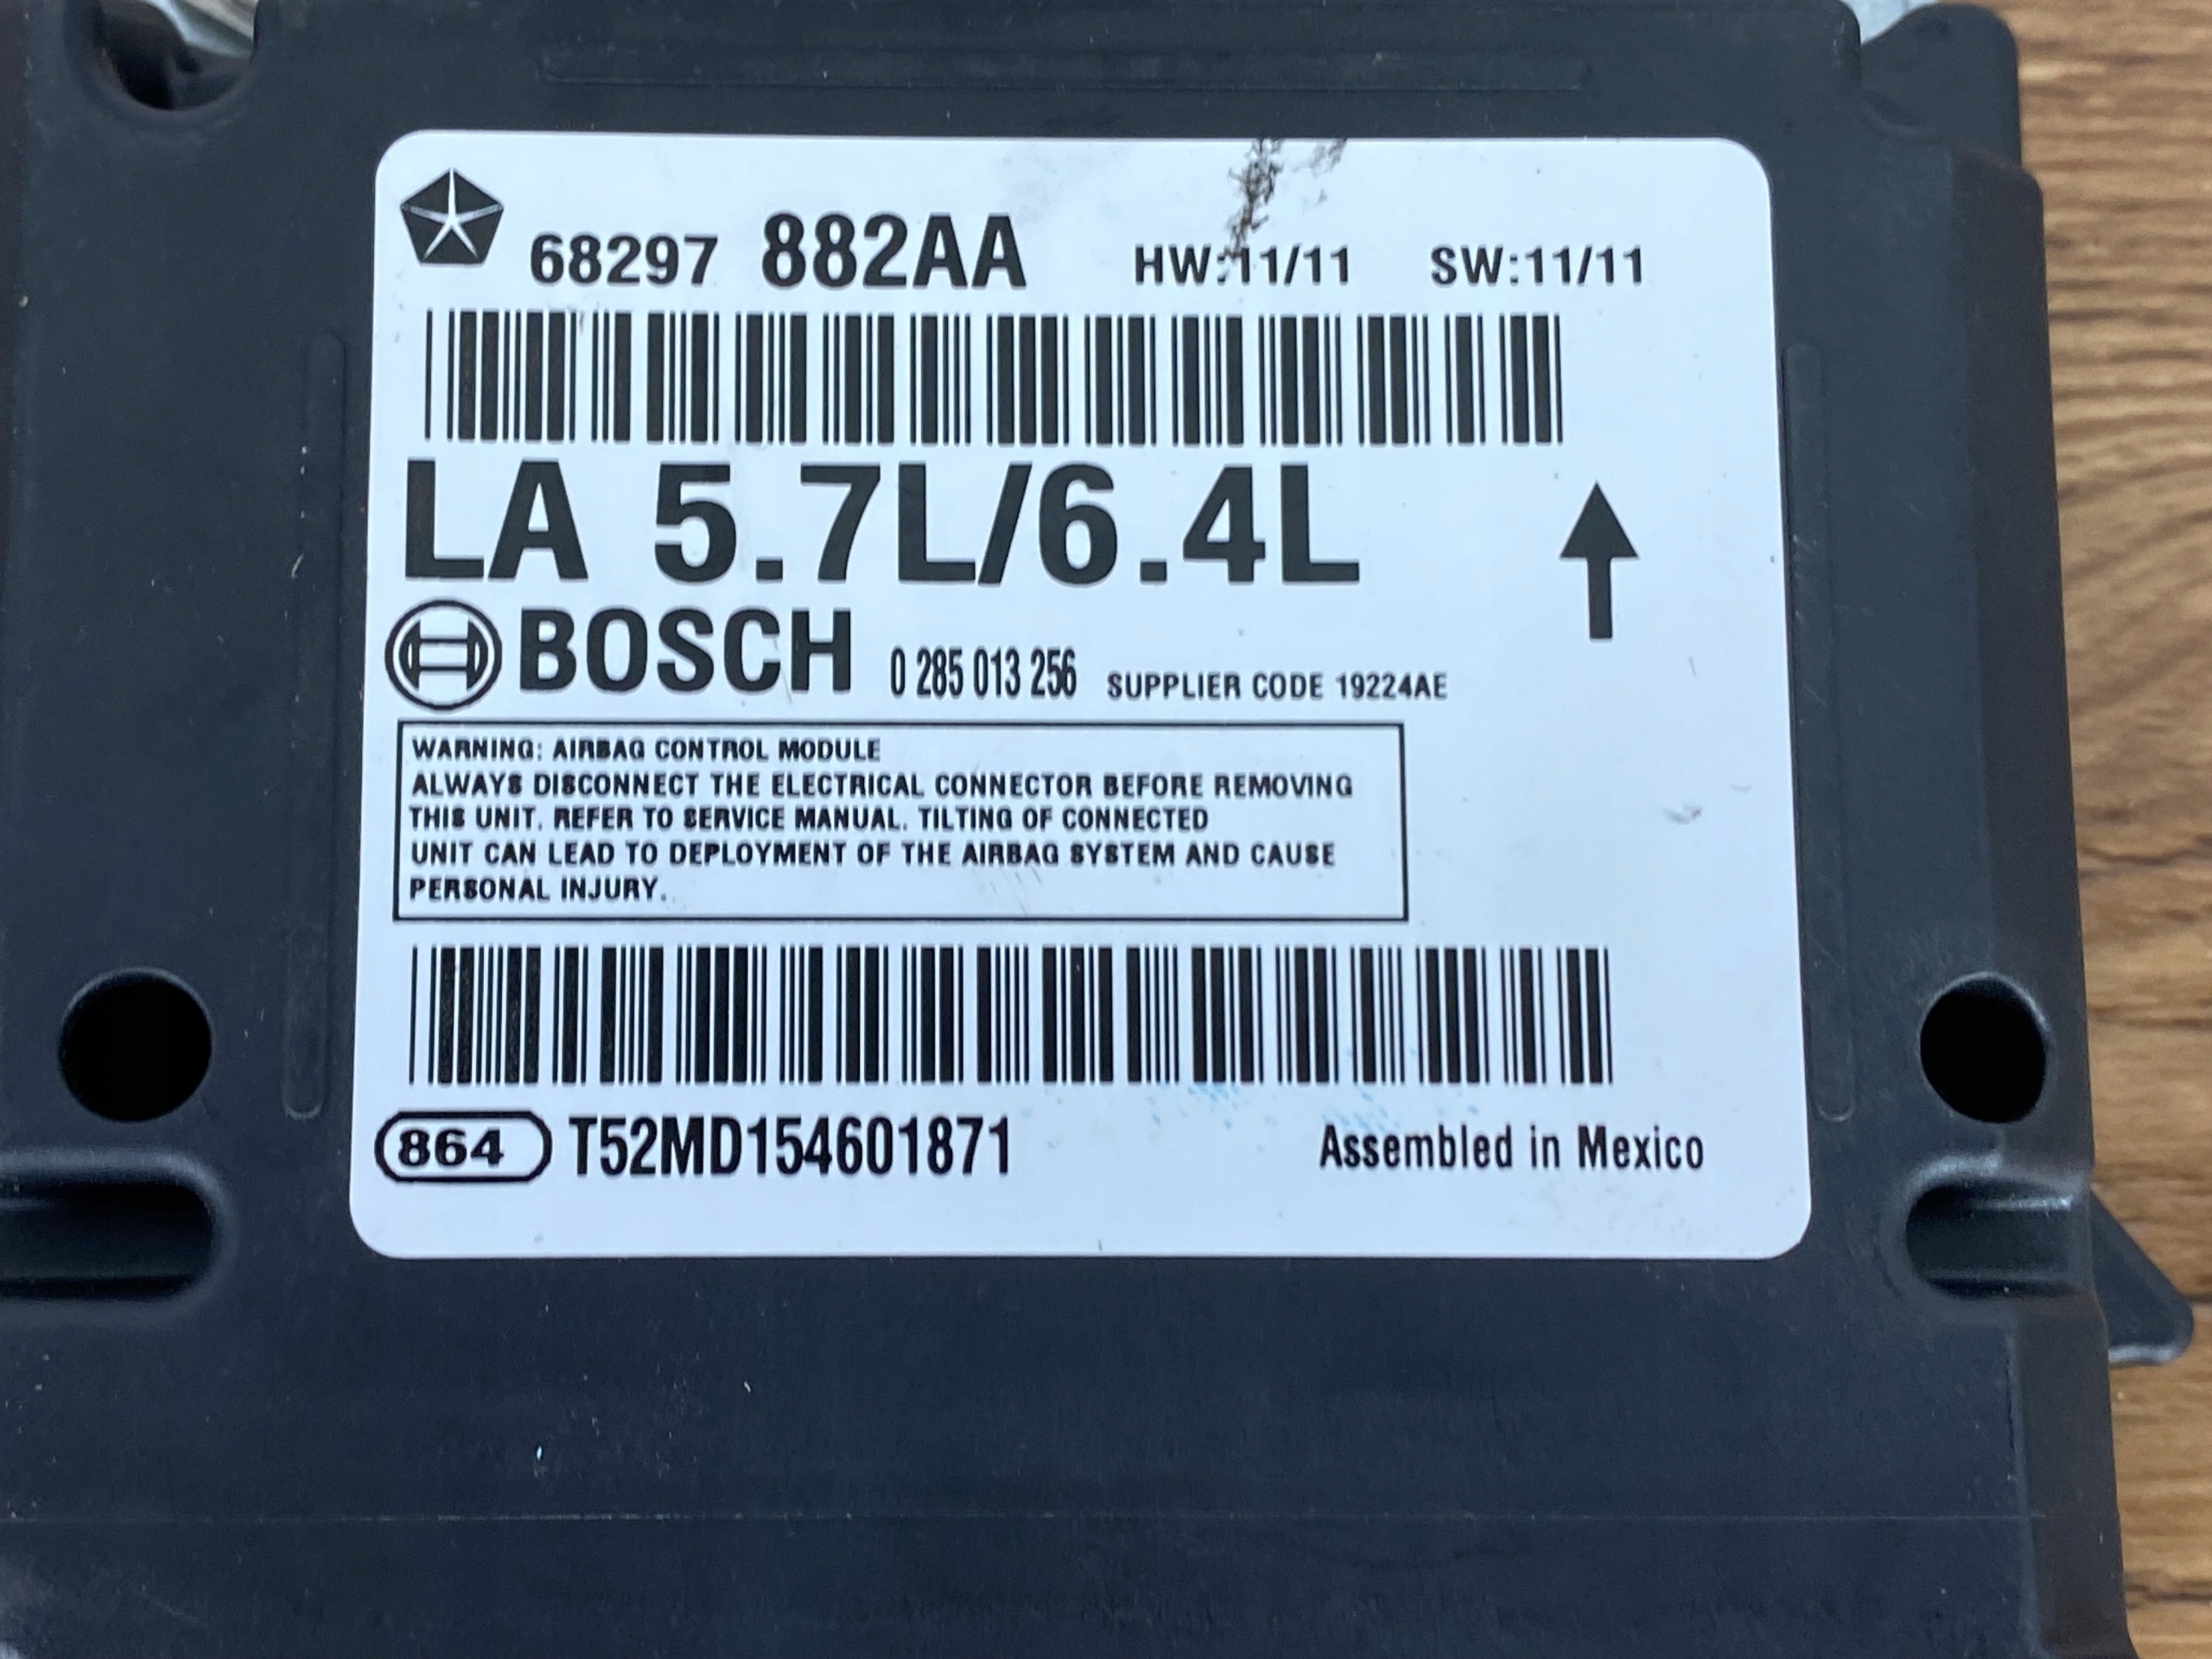 68297 882AA HW:11/11 SW:11/11
LA 5.7L/6.4L
BOSCH 0 285 013 256 SUPPLIER CODE 19224AE
WARNING: AIRBAG CONTROL MODULE
ALWAYS DISCONNECT THE ELECTRICAL CONNECTOR BEFORE REMOVING
THIS UNIT. REFER TO SERVICE MANUAL. TILTING OF CONNECTED
UNIT CAN LEAD TO DEPLOYMENT OF THE AIRBAG SYSTEM AND CAUSE
PERSONAL INJURY.
864 T52MD154601871 Assembled in Mexico